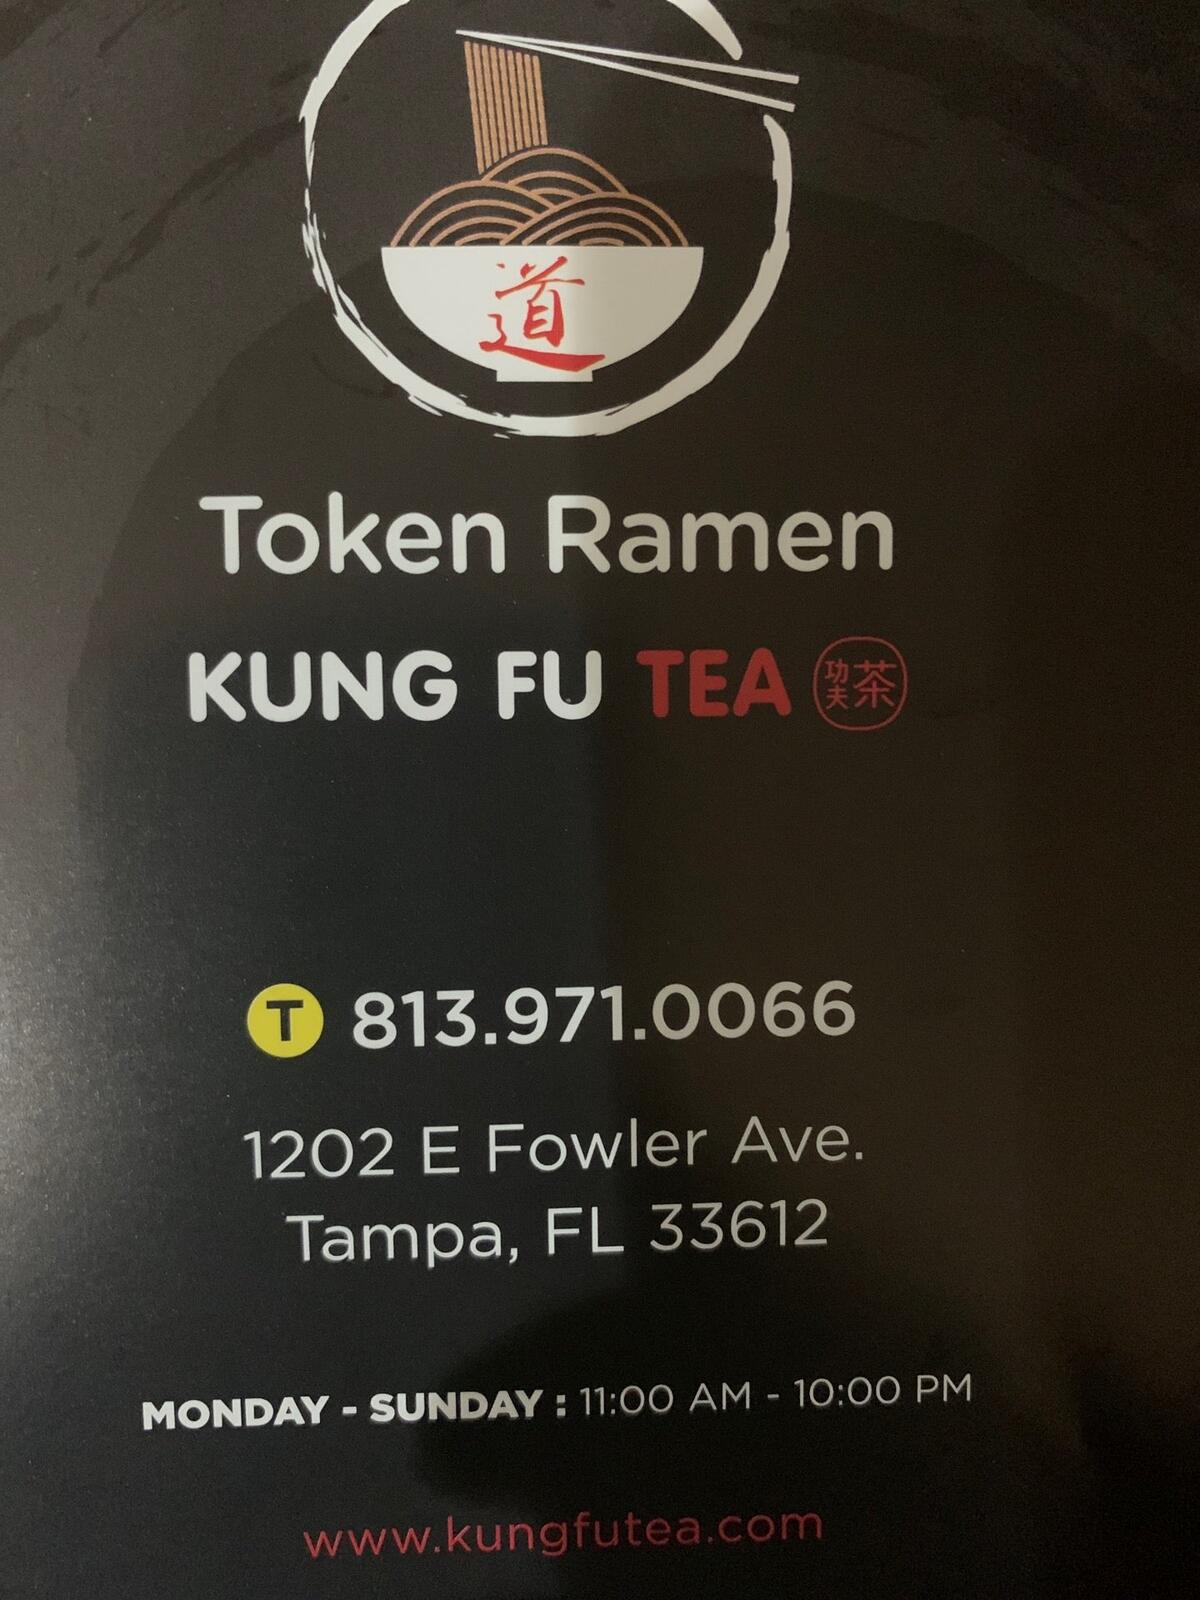 道
Token Ramen
KUNG FU TEA 功夫茶
T 813.971.0066
1202 E Fowler Ave.
Tampa, FL 33612
MONDAY - SUNDAY : 11:00 AM - 10:00 PM
www.kungfutea.com